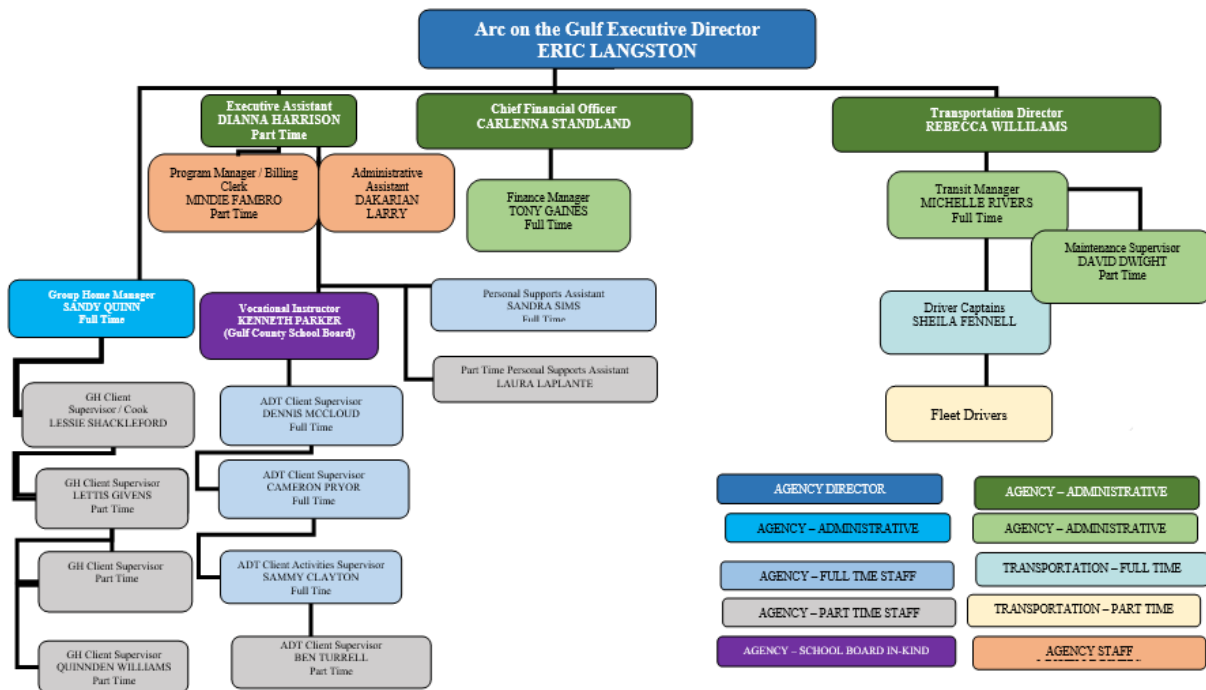 Arc on the Gulf Executive Director
ERIC LANGSTON
Executive Assistant
DIANNA HARRISON
Part Time
Chief Financial Officer
CARLENNA STANDLAND
Transportation Director
REBECCA WILLILAMS
Program Manager / Billing
Clerk
MINDIE FAMBRO
Part Time
Administrative
Assistant
DAKARIAN
LARRY
Finance Manager
TONY GAINES
Full Time
Transit Manager
MICHELLE RIVERS
Full Time
Maintenance Supervisor
DAVID DWIGHT
Part Time
Group Home Manager
SANDY QUINN
Full Time
Vocational Instructor
KENNETH PARKER
(Gulf County School Board)
Personal Supports Assistant
SANDRA SIMS
Full Time
Driver Captains
SHEILA FENNELL
Part Time Personal Supports Assistant
LAURA LAPLANTE
GH Client
Supervisor / Cook
LESSIE SHACKLEFORD
ADT Client Supervisor
DENNIS MCCLOUD
Full Time
Fleet Drivers
GH Client Supervisor
LETTIS GIVENS
Part Time
ADT Client Supervisor
CAMERON PRYOR
Full Time
GH Client Supervisor
Part Time
ADT Client Activities Supervisor
SAMMY CLAYTON
Full Tine
GH Client Supervisor
QUINNDEN WILLIAMS
Part Time
ADT Client Supervisor
BEN TURRELL
Part Time
AGENCY DIRECTOR
AGENCY – ADMINISTRATIVE
AGENCY – ADMINISTRATIVE
AGENCY – ADMINISTRATIVE
AGENCY – FULL TME STAFF
TRANSPORTATION – FULL TIME
AGENCY – PART TIME STAFF
TRANSPORTATION – PART TIME
AGENCY – SCHOOL BOARD IN-KIND
AGENCY STAFF